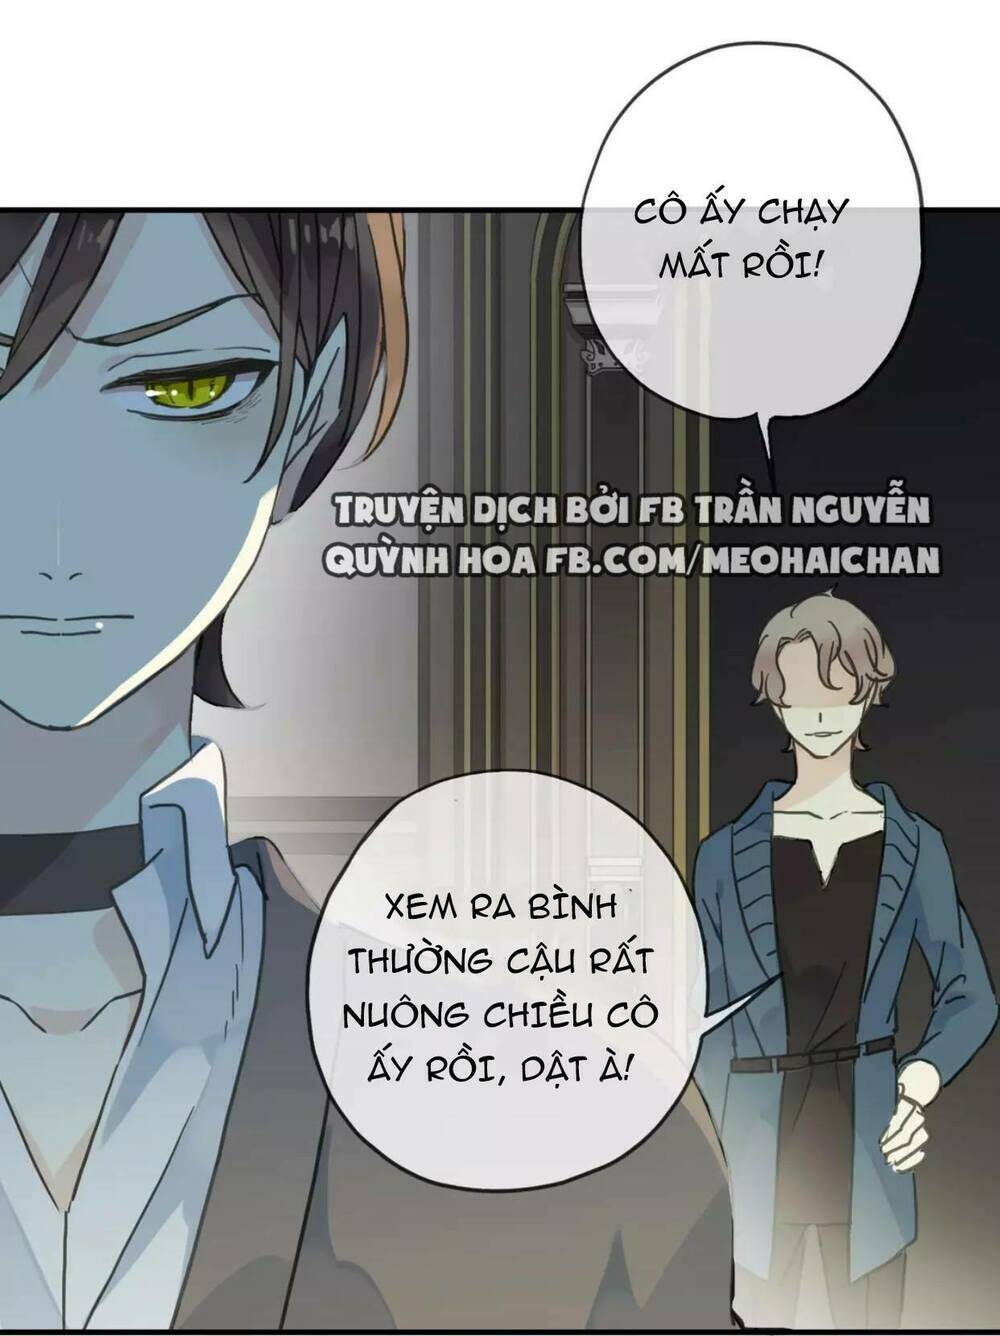 CÔ ẤY CHẠY
MẤT RỒI!
TRUYỆN DỊCH BỞI FB TRẦN NGUYỄN
QUỲNH HOA FB.COM/MEOHAICHAN
XEM RA BÌNH
THƯỜNG CẬU RẤT
NUÔNG CHIỀU CÔ
ẤY RỒI, DẬT À!